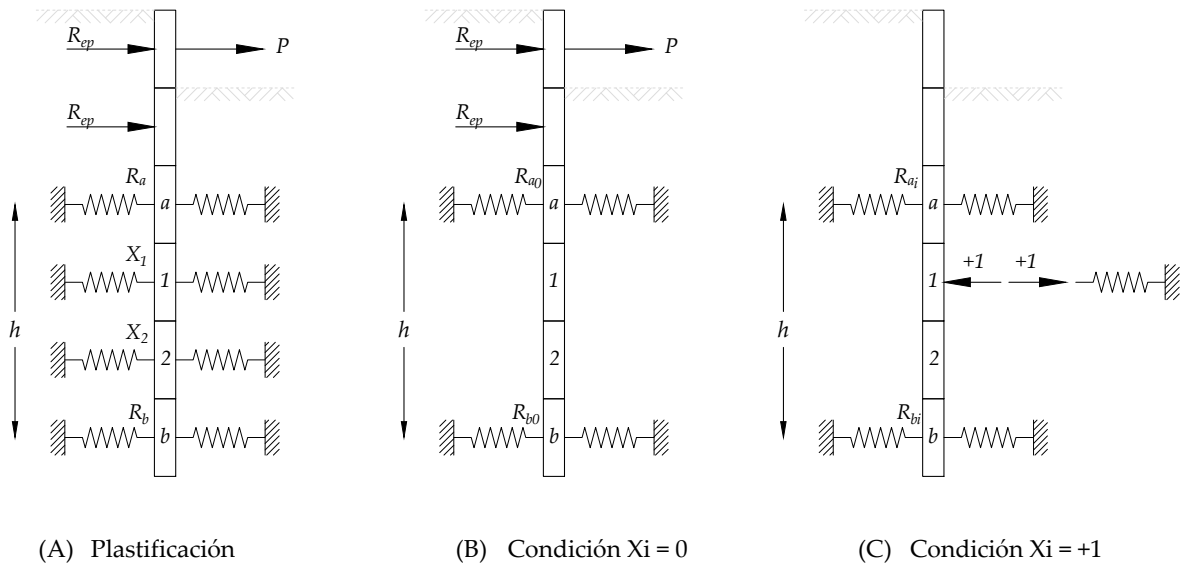 R_ep
P
R_ep
R_a
a
X_1
1
h
X_2
2
R_b
b
(A) Plastificación
R_ep
P
R_ep
R_a0
a
1
h
2
R_b0
b
(B) Condición Xi = 0
R_ai
a
+1 +1
1
h
2
R_bi
b
(C) Condición Xi = +1